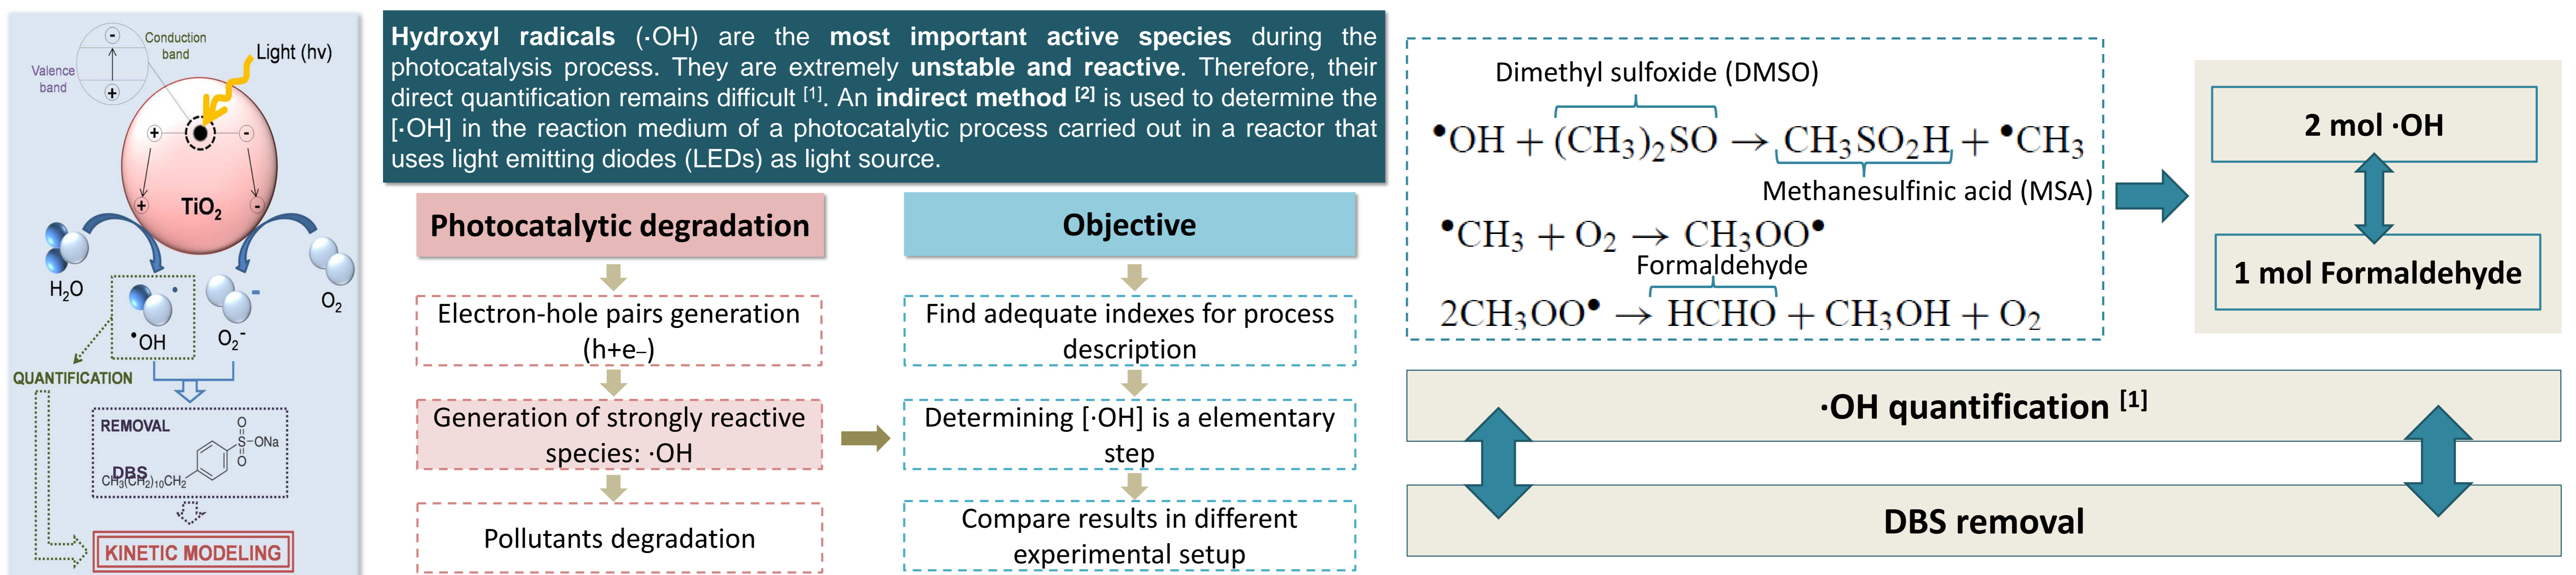 Conduction
band
Valence
band
Light (hv)
TiO₂
H₂O
O₂
•OH
O₂⁻
QUANTIFICATION
REMOVAL
DBS
CH₃(CH₂)₁₀CH₂
O
S
ONa
O
KINETIC MODELING
Hydroxyl radicals (·OH) are the most important active species during the
photocatalysis process. They are extremely unstable and reactive. Therefore, their
direct quantification remains difficult [1]. An indirect method [2] is used to determine the
[·OH] in the reaction medium of a photocatalytic process carried out in a reactor that
uses light emitting diodes (LEDs) as light source.
Photocatalytic degradation
Electron-hole pairs generation
(h+e–)
Generation of strongly reactive
species: ·OH
Pollutants degradation
Objective
Find adequate indexes for process
description
Determining [·OH] is a elementary
step
Compare results in different
experimental setup
Dimethyl sulfoxide (DMSO)
•OH + (CH₃)₂SO → CH₃SO₂H + •CH₃
Methanesulfinic acid (MSA)
•CH₃ + O₂ → CH₃OO•
Formaldehyde
2CH₃OO• → HCHO + CH₃OH + O₂
2 mol ·OH
1 mol Formaldehyde
·OH quantification [1]
DBS removal